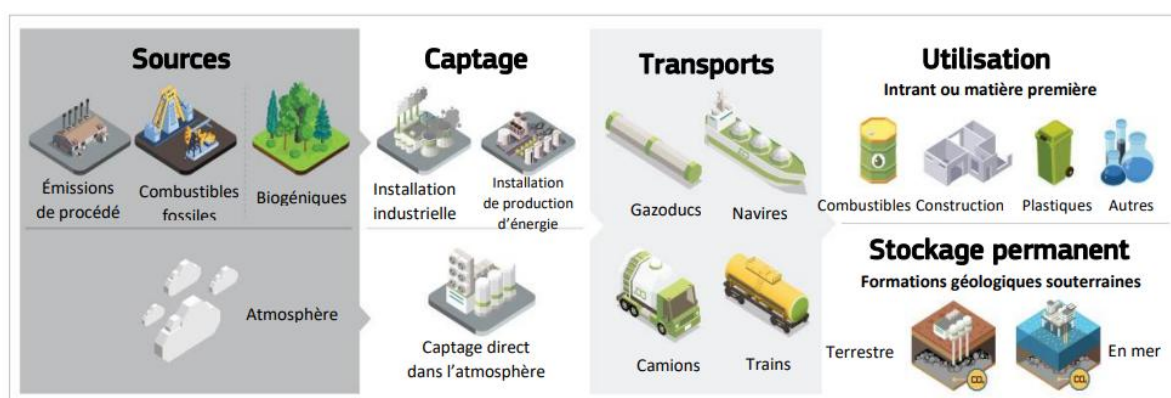 Sources
Émissions
de procédé
Combustibles
fossiles
Biogéniques
Atmosphère
Captage
Installation
industrielle
Installation
de production
d'énergie
Captage direct
dans l'atmosphère
Transports
Gazoducs
Navires
Camions
Trains
Utilisation
Intrant ou matière première
Combustibles
Construction
Plastiques
Autres
Stockage permanent
Formations géologiques souterraines
Terrestre
CO₂
En mer
CO₂